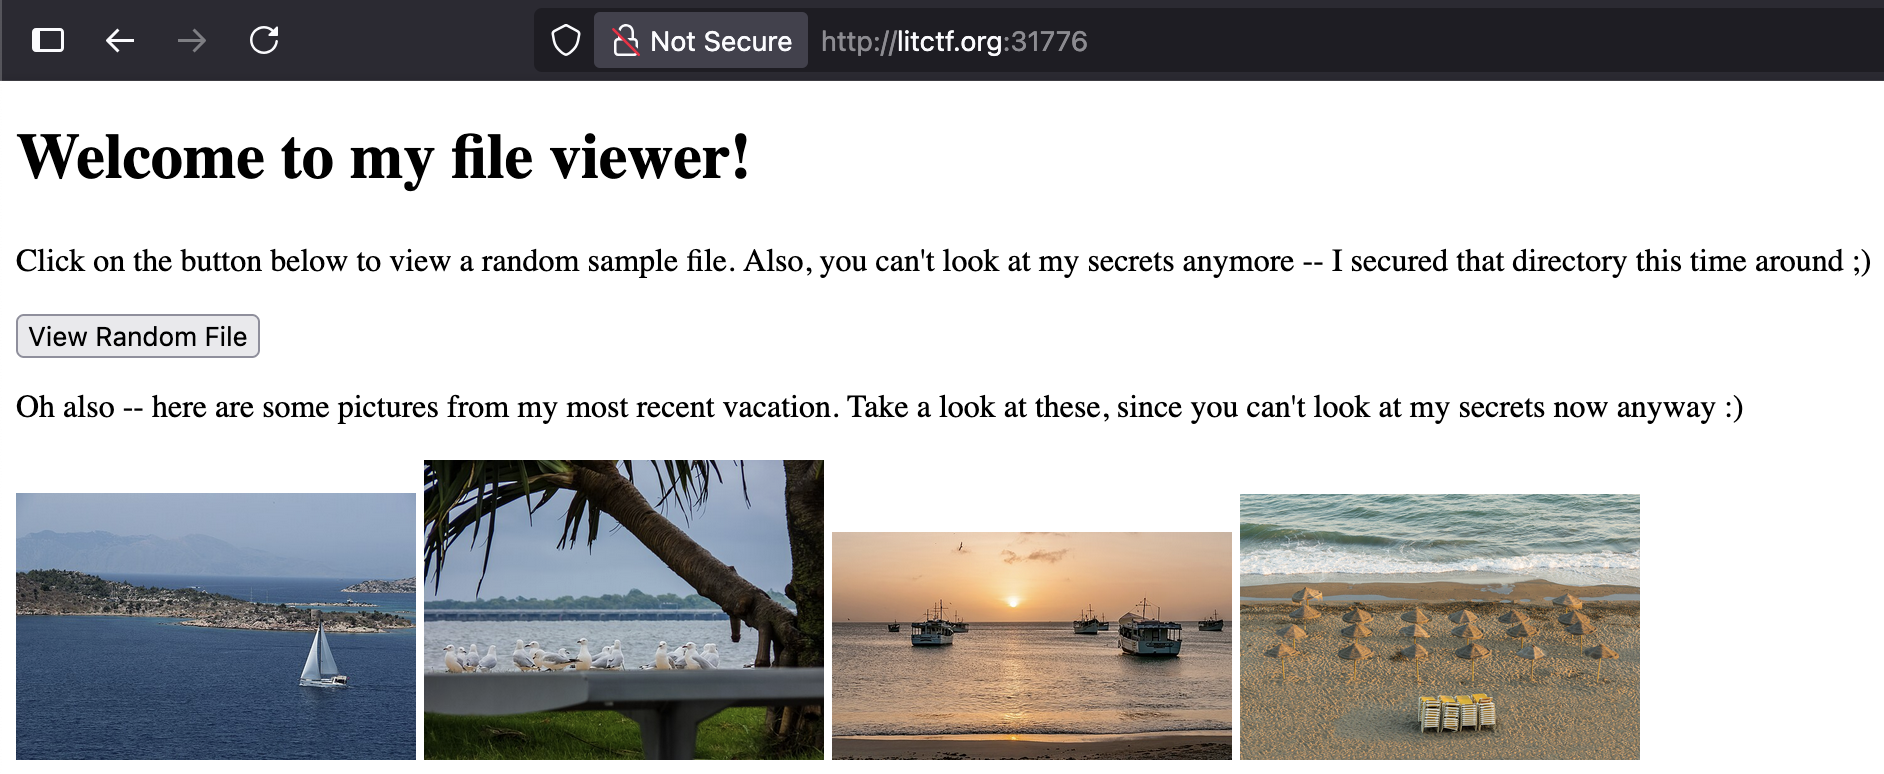 Not Secure http://litctf.org:31776
Welcome to my file viewer!
Click on the button below to view a random sample file. Also, you can't look at my secrets anymore -- I secured that directory this time around ;)
View Random File
Oh also -- here are some pictures from my most recent vacation. Take a look at these, since you can't look at my secrets now anyway :)